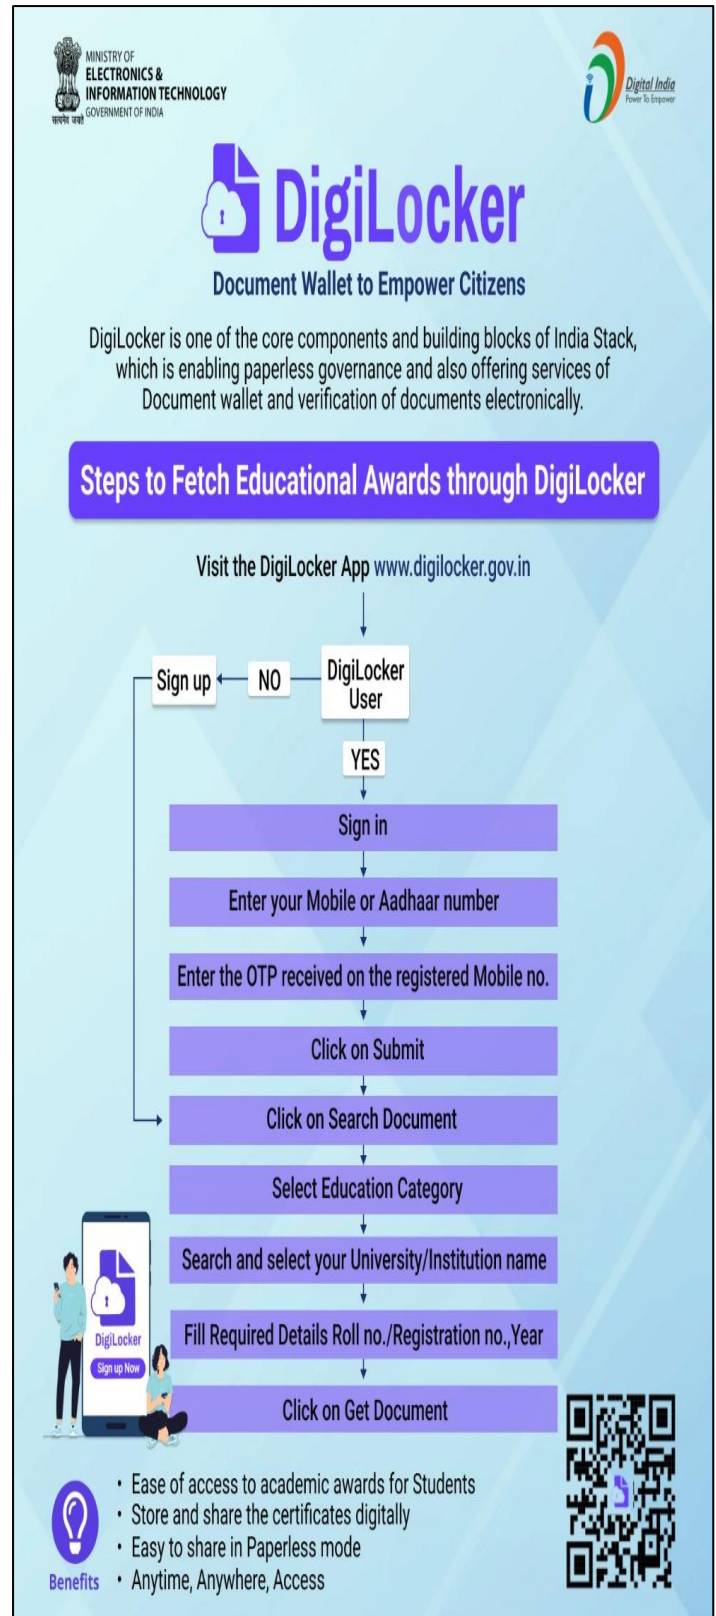 MINISTRY OF
ELECTRONICS &
INFORMATION TECHNOLOGY
GOVERNMENT OF INDIA
सत्यमेव जयते
Digital India
Power To Empower
DigiLocker
Document Wallet to Empower Citizens
DigiLocker is one of the core components and building blocks of India Stack,
which is enabling paperless governance and also offering services of
Document wallet and verification of documents electronically.
Steps to Fetch Educational Awards through DigiLocker
Visit the DigiLocker App www.digilocker.gov.in
DigiLocker
User
NO
Sign up
YES
Sign in
Enter your Mobile or Aadhaar number
Enter the OTP received on the registered Mobile no.
Click on Submit
Click on Search Document
Select Education Category
Search and select your University/Institution name
Fill Required Details Roll no./Registration no.,Year
Click on Get Document
DigiLocker
Sign up Now
Benefits
• Ease of access to academic awards for Students
• Store and share the certificates digitally
• Easy to share in Paperless mode
• Anytime, Anywhere, Access